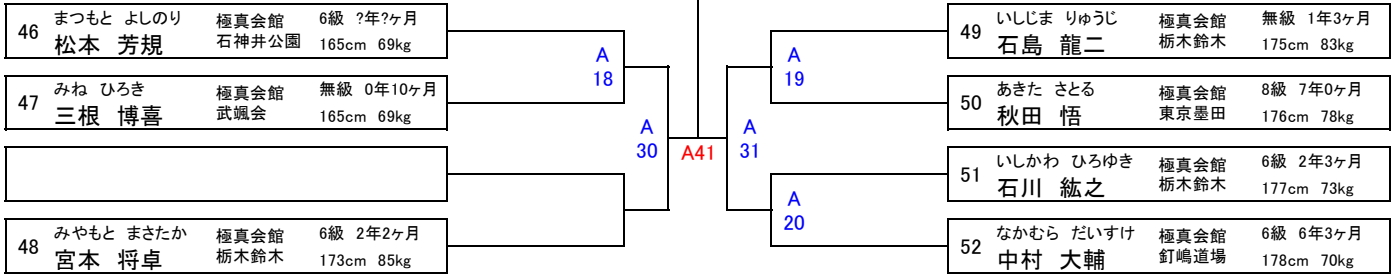 46 まつもと よしのり 極真会館 6級 ?年?ヶ月
松本 芳規 石神井公園 165cm 69kg
47 みね ひろき 極真会館 無級 0年10ヶ月
三根 博喜 武颯会 165cm 69kg
48 みやもと まさたか 極真会館 6級 2年2ヶ月
宮本 将卓 栃木鈴木 173cm 85kg
A
18
A
30
A41
A
31
A
19
A
20
49 いしじま りゅうじ 極真会館 無級 1年3ヶ月
石島 龍二 栃木鈴木 175cm 83kg
50 あきた さとる 極真会館 8級 7年0ヶ月
秋田 悟 東京墨田 176cm 78kg
51 いしかわ ひろゆき 極真会館 6級 2年3ヶ月
石川 紘之 栃木鈴木 177cm 73kg
52 なかむら だいすけ 極真会館 6級 6年3ヶ月
中村 大輔 釘嶋道場 178cm 70kg